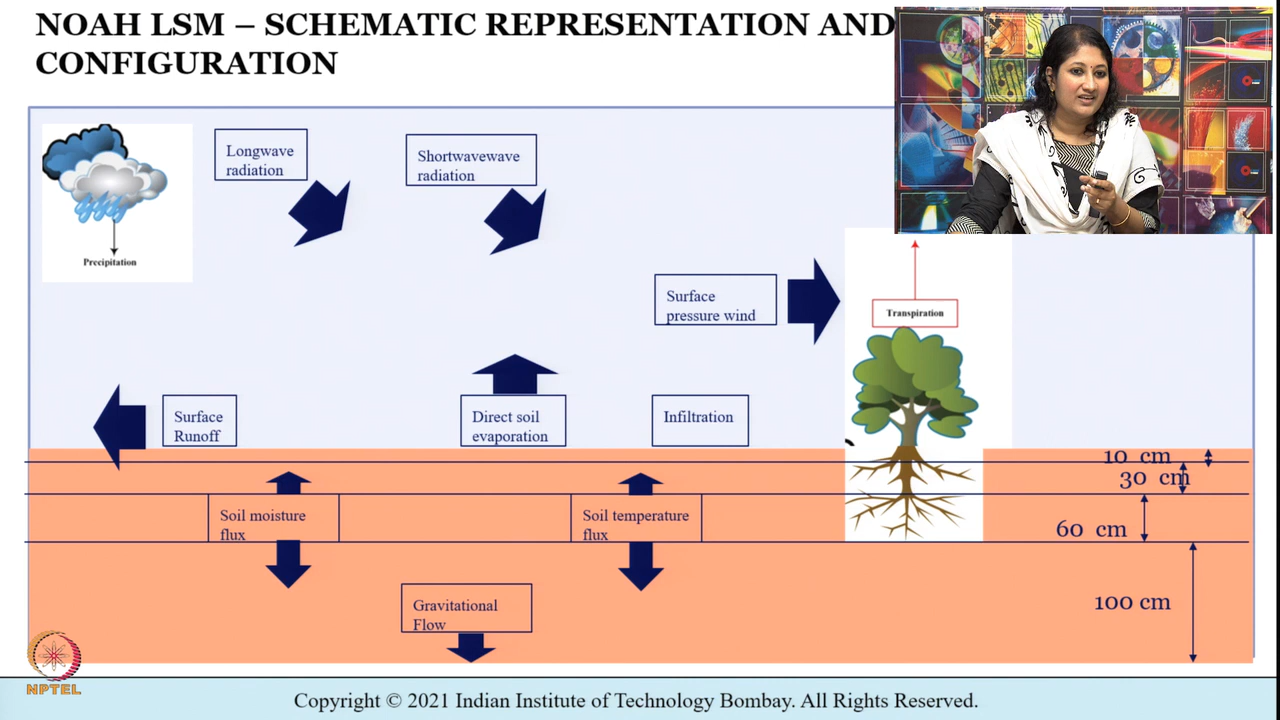 NOAH LSM – SCHEMATIC REPRESENTATION AND
CONFIGURATION
Longwave
radiation
Shortwavewave
radiation
Precipitation
Surface
pressure wind
Transpiration
Surface
Runoff
Direct soil
evaporation
Infiltration
10 cm
30 cm
Soil moisture
flux
Soil temperature
flux
60 cm
Gravitational
Flow
100 cm
NPTEL
Copyright © 2021 Indian Institute of Technology Bombay. All Rights Reserved.